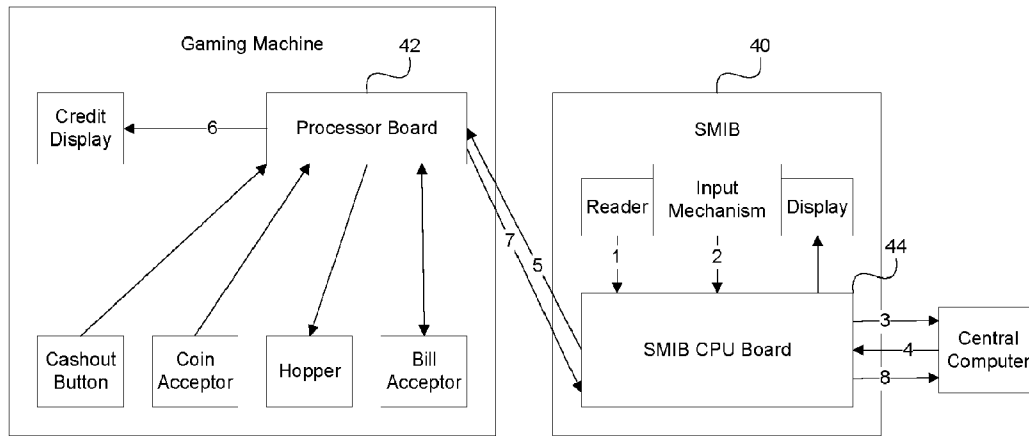 Gaming Machine
42
40
Credit
Display
6
Processor Board
SMIB
Reader
Input
Mechanism
Display
7
5
1
2
44
3
SMIB CPU Board
4
Central
Computer
8
Cashout
Button
Coin
Acceptor
Hopper
Bill
Acceptor